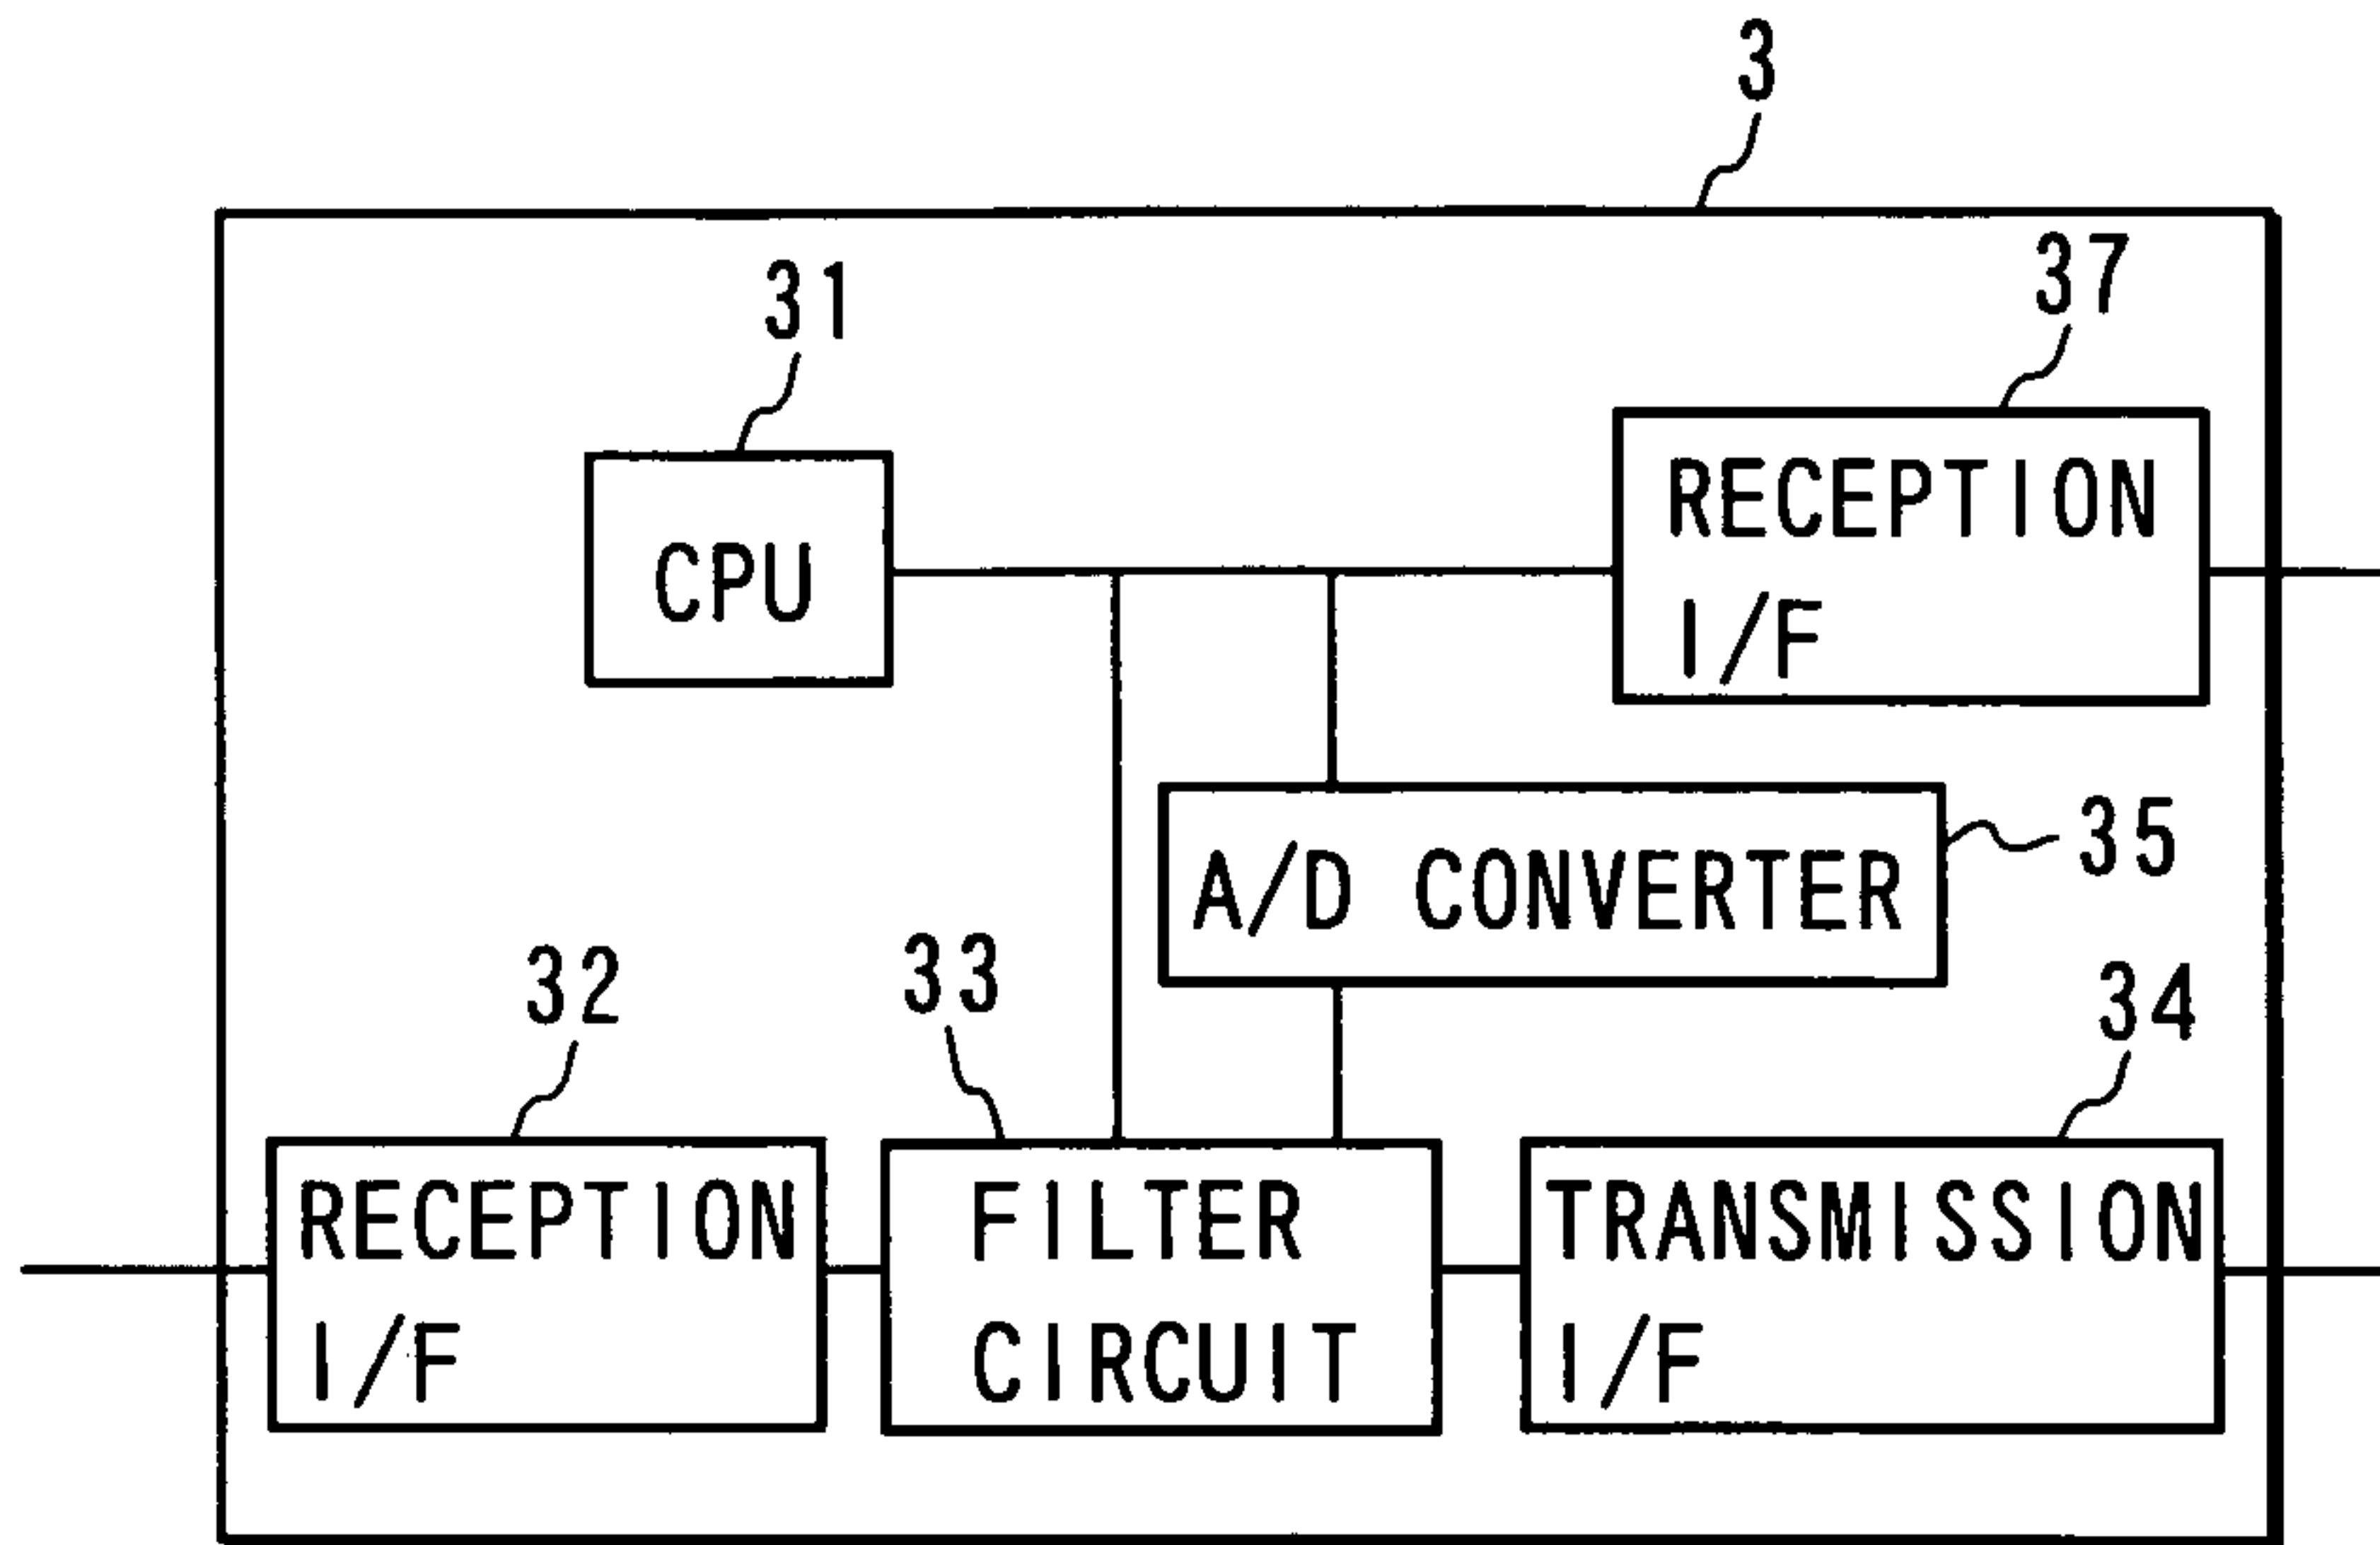 3
31
37
CPU
RECEPTION
I/F
A/D CONVERTER
35
32
33
34
RECEPTION
I/F
FILTER
CIRCUIT
TRANSMISSION
I/F